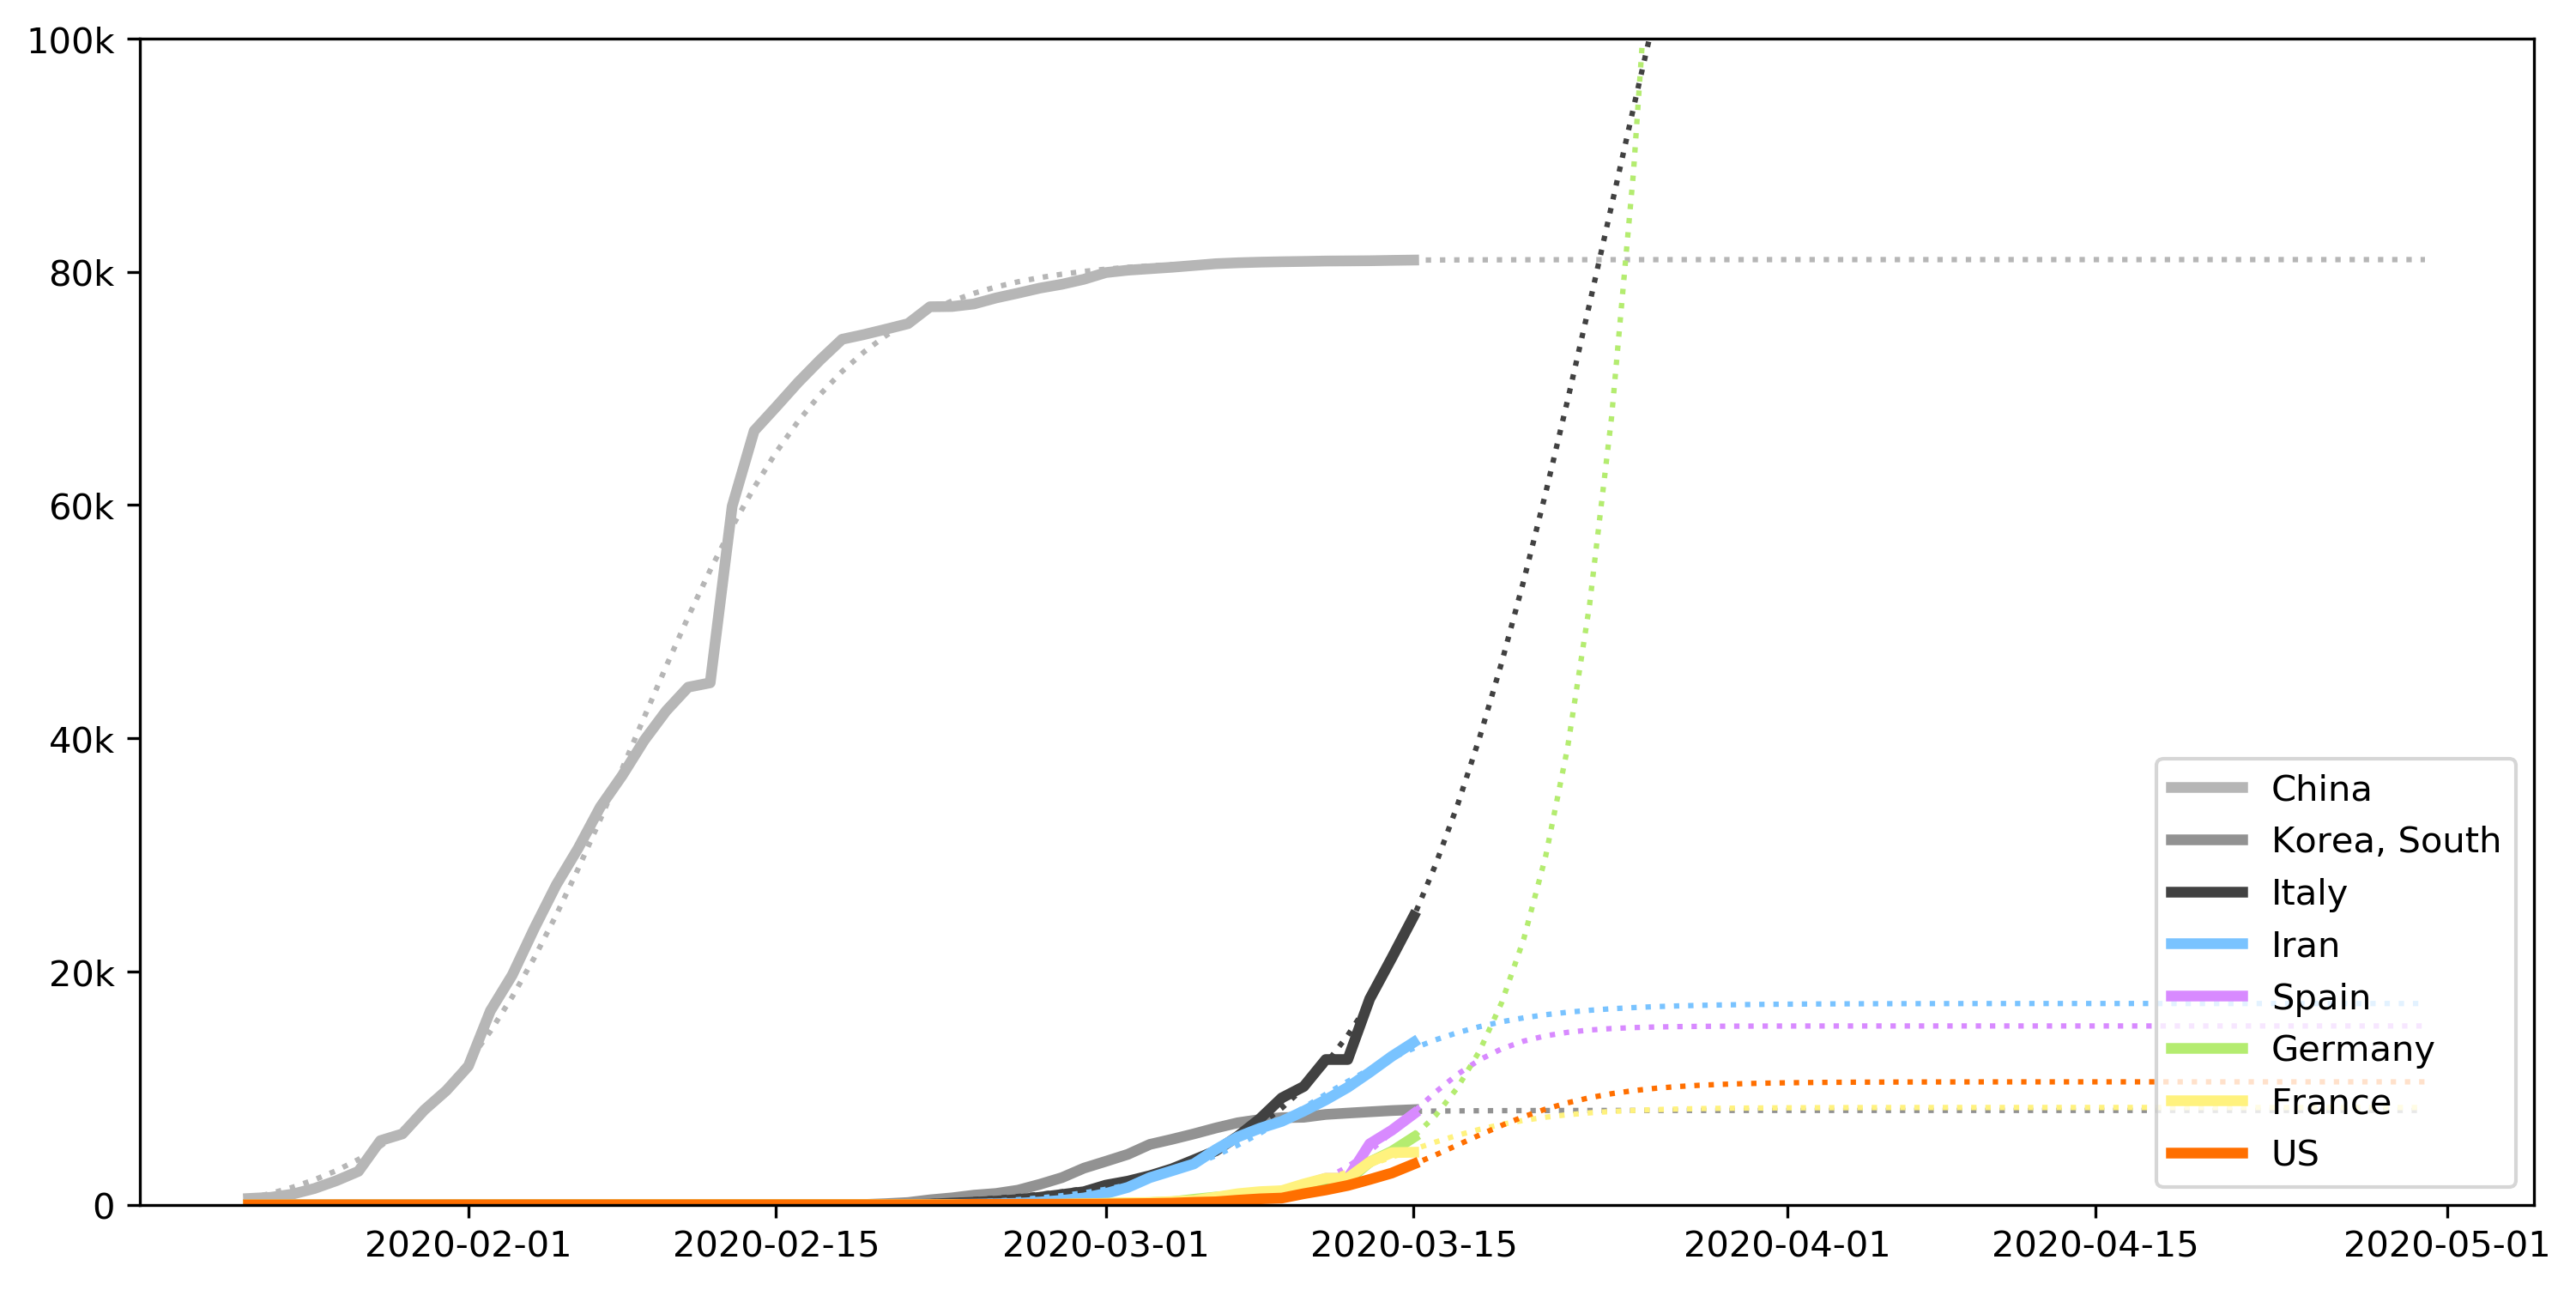 100k
80k
60k
40k
20k
0
China
Korea, South
Italy
Iran
Spain
Germany
France
US
2020-02-01
2020-02-15
2020-03-01
2020-03-15
2020-04-01
2020-04-15
2020-05-01